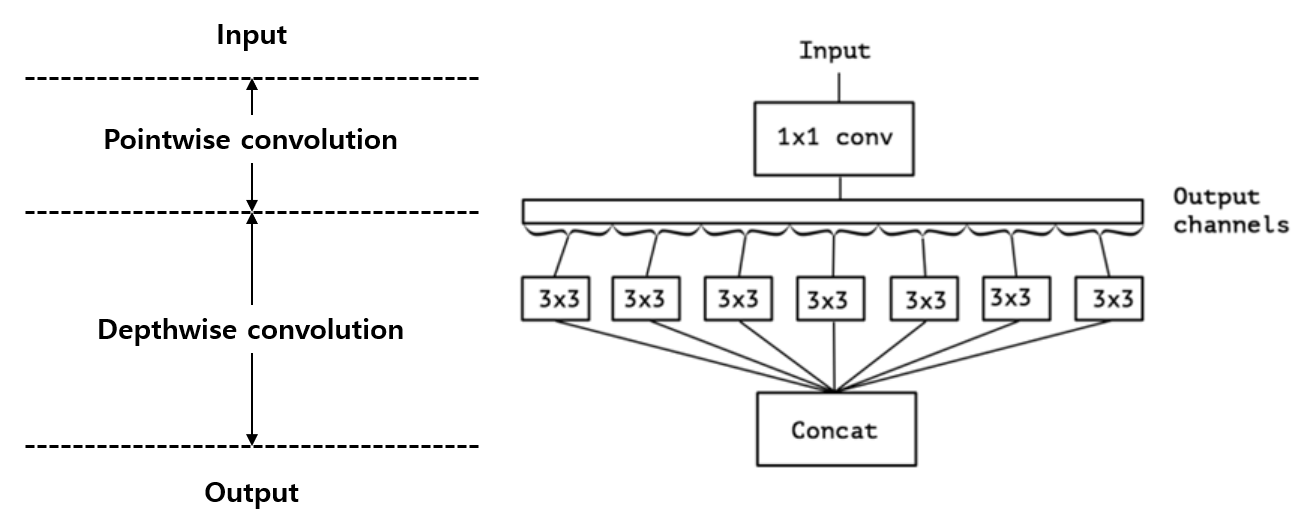 Input
Pointwise convolution
Depthwise convolution
Output
Input
1x1 conv
Output
channels
3x3
3x3
3x3
3x3
3x3
3x3
3x3
Concat